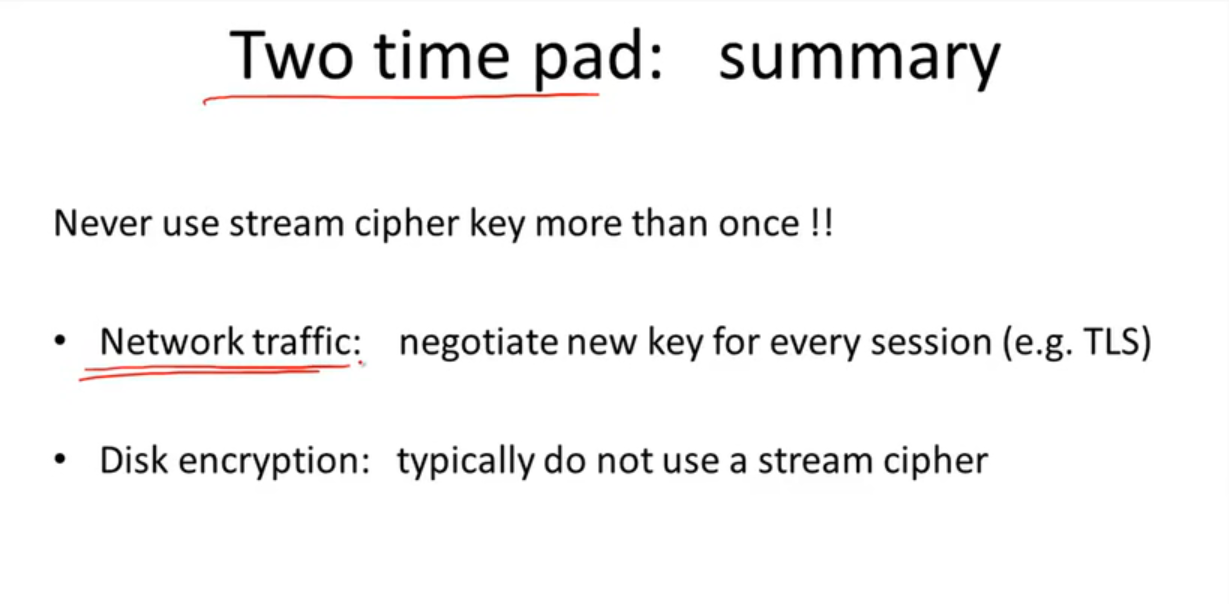 Two time pad: summary
Never use stream cipher key more than once !!
• Network traffic: negotiate new key for every session (e.g. TLS)
• Disk encryption: typically do not use a stream cipher